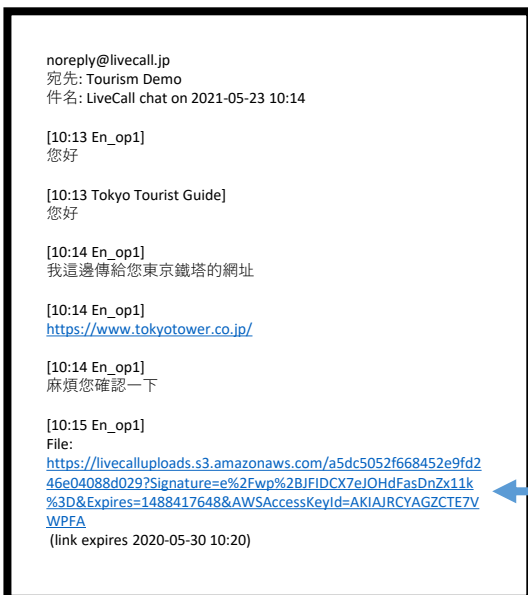 noreply@livecall.jp
宛先: Tourism Demo
件名: LiveCall chat on 2021-05-23 10:14
[10:13 En_op1]
您好
[10:13 Tokyo Tourist Guide]
您好
[10:14 En_op1]
我這邊傳給您東京鐵塔的網址
[10:14 En_op1]
https://www.tokyotower.co.jp/
[10:14 En_op1]
麻煩您確認一下
[10:15 En_op1]
File:
https://livecalluploads.s3.amazonaws.com/a5dc5052f668452e9fd2
46e04088d029?Signature=e%2Fwp%2BJFIDCX7eJOHdFasDnZx11k
%3D&Expires=1488417648&AWSAccessKeyId=AKIAJRCYAGZCTE7V
WPFA
(link expires 2020-05-30 10:20)